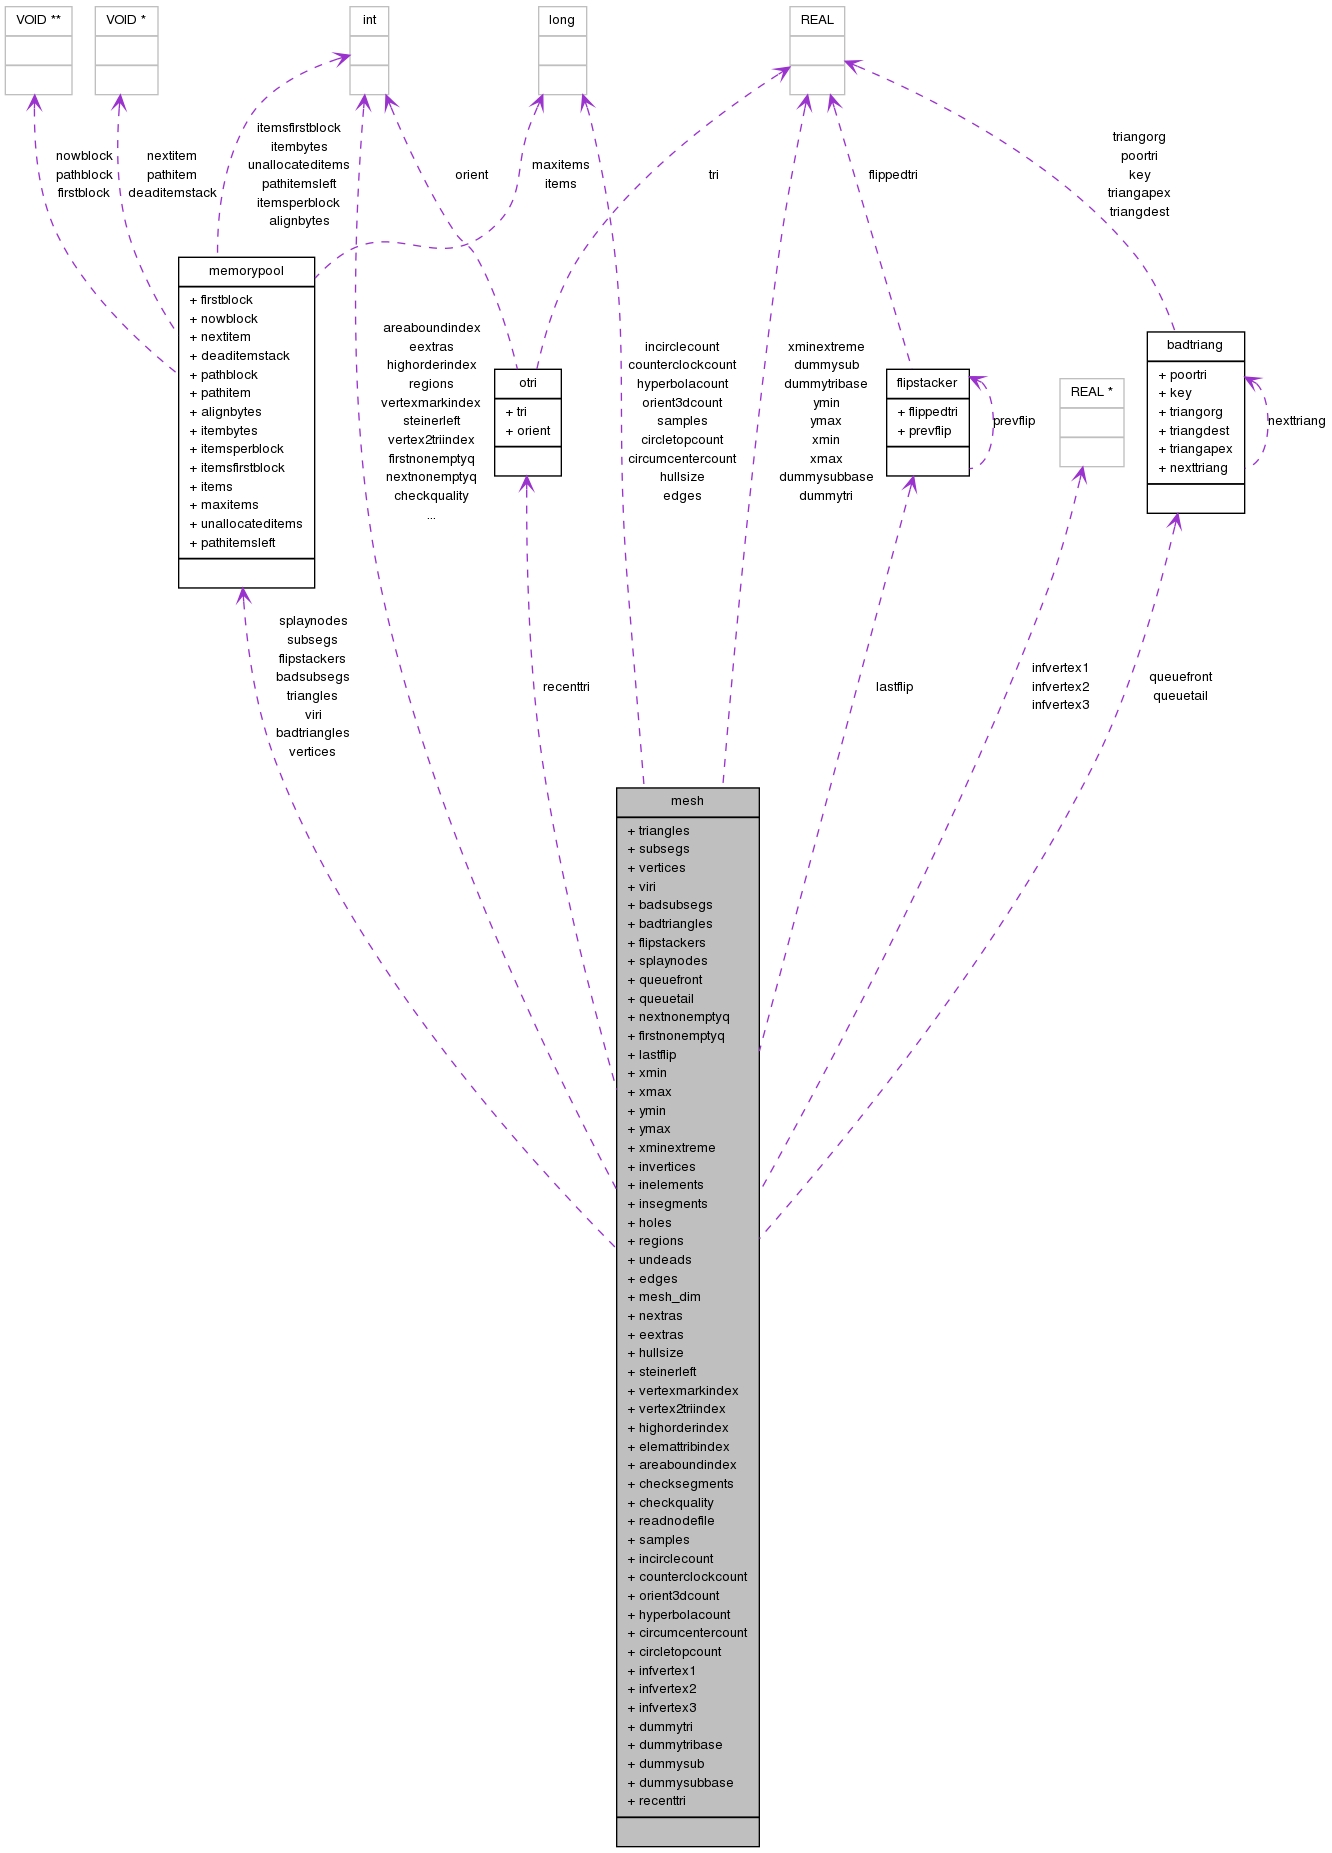 VOID **
VOID *
int
long
REAL
nowblock
pathblock
firstblock
nextitem
pathitem
deaditemstack
itemsfirstblock
itembytes
unallocateditems
pathitemsleft
itemsperblock
alignbytes
maxitems
items
orient
tri
flippedtri
triangorg
poortri
key
triangapex
triangdest
memorypool
+ firstblock
+ nowblock
+ nextitem
+ deaditemstack
+ pathblock
+ pathitem
+ alignbytes
+ itembytes
+ itemsperblock
+ itemsfirstblock
+ items
+ maxitems
+ unallocateditems
+ pathitemsleft
areaboundindex
eextras
highorderindex
regions
vertexmarkindex
steinerleft
vertex2triindex
firstnonemptyq
nextnonemptyq
checkquality
...
otri
+ tri
+ orient
incirclecount
counterclockcount
hyperbolacount
orient3dcount
samples
circletopcount
circumcentercount
hullsize
edges
xminextreme
dummysub
dummytribase
ymin
ymax
xmin
xmax
dummysubbase
dummytri
flipstacker
+ flippedtri
+ prevflip
prevflip
REAL *
badtriang
+ poortri
+ key
+ triangorg
+ triangdest
+ triangapex
+ nexttriang
nexttriang
splaynodes
subsegs
flipstackers
badsubsegs
triangles
viri
badtriangles
vertices
recenttri
lastflip
infvertex1
infvertex2
infvertex3
queuefront
queuetail
mesh
+ triangles
+ subsegs
+ vertices
+ viri
+ badsubsegs
+ badtriangles
+ flipstackers
+ splaynodes
+ queuefront
+ queuetail
+ nextnonemptyq
+ firstnonemptyq
+ lastflip
+ xmin
+ xmax
+ ymin
+ ymax
+ xminextreme
+ invertices
+ inelements
+ insegments
+ holes
+ regions
+ undeads
+ edges
+ mesh_dim
+ nextras
+ eextras
+ hullsize
+ steinerleft
+ vertexmarkindex
+ vertex2triindex
+ highorderindex
+ elemattribindex
+ areaboundindex
+ checksegments
+ checkquality
+ readnodefile
+ samples
+ incirclecount
+ counterclockcount
+ orient3dcount
+ hyperbolacount
+ circumcentercount
+ circletopcount
+ infvertex1
+ infvertex2
+ infvertex3
+ dummytri
+ dummytribase
+ dummysub
+ dummysubbase
+ recenttri